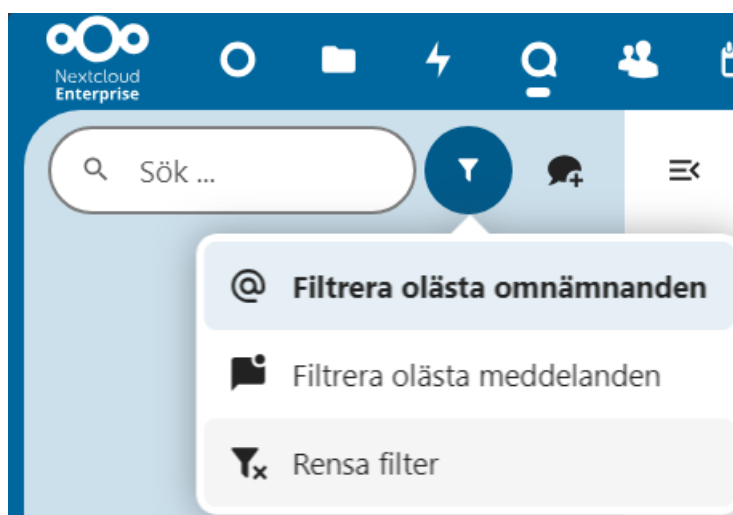 Nextcloud
Enterprise
Sök ...
Filtrera olästa omnämnanden
Filtrera olästa meddelanden
Rensa filter